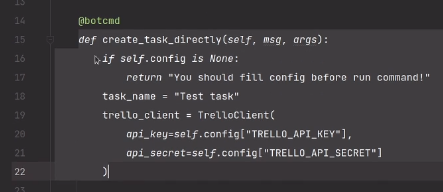 13
14
@botcmd
15
def create_task_directly(self, msg, args):
16
if self.config is None:
17
return "You should fill config before run command!"
18
task_name = "Test task"
19
trello_client = TrelloClient(
20
api_key=self.config["TRELLO_API_KEY"],
21
api_secret=self.config["TRELLO_API_SECRET"]
22
)
23